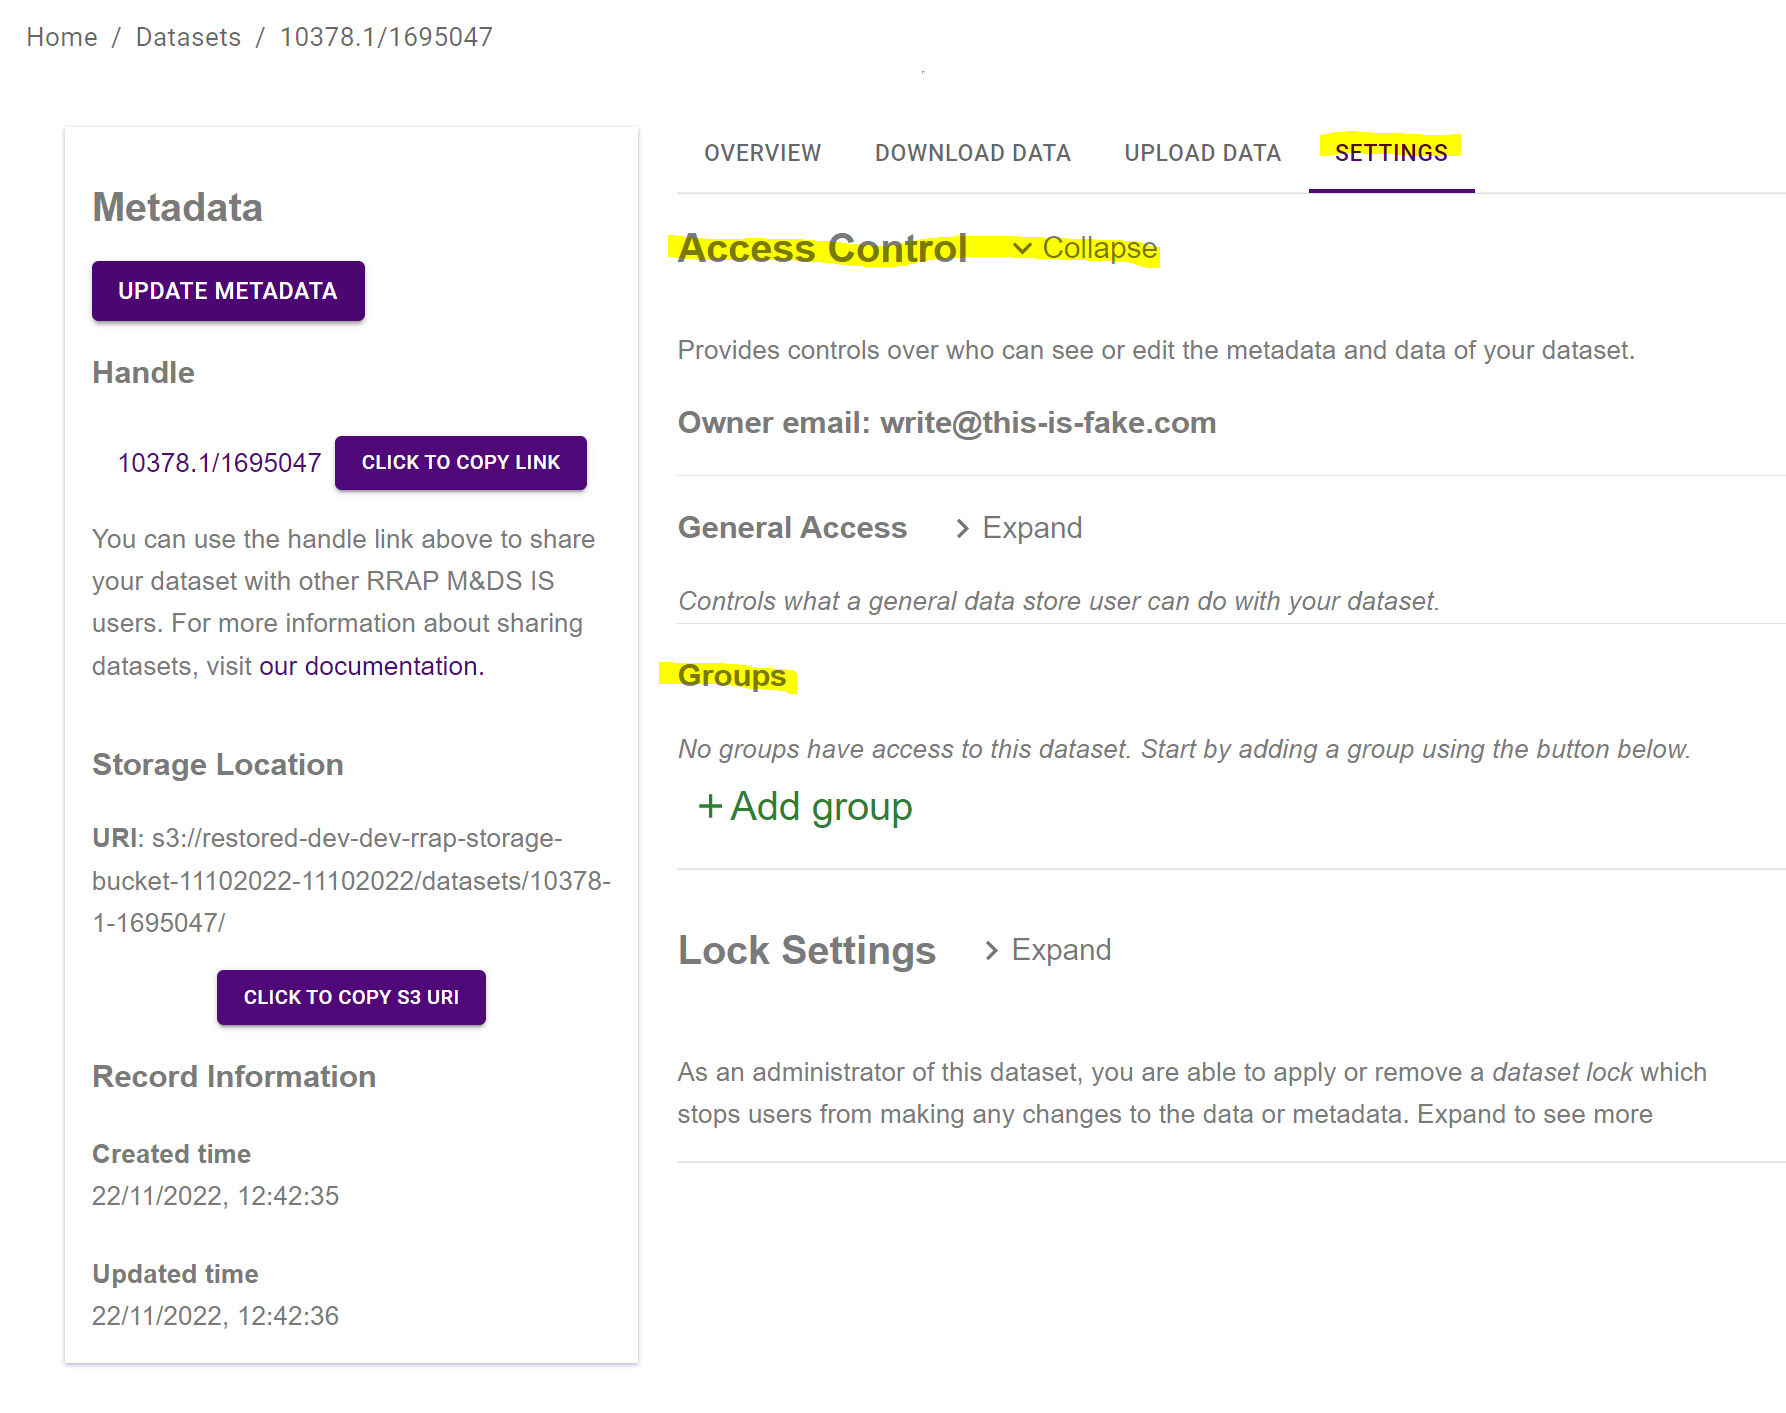 Home / Datasets / 10378.1/1695047
Metadata
UPDATE METADATA
Handle
10378.1/1695047 CLICK TO COPY LINK
You can use the handle link above to share
your dataset with other RRAP M&DS IS
users. For more information about sharing
datasets, visit our documentation.
Storage Location
URI: s3://restored-dev-dev-rrap-storage-
bucket-11102022-11102022/datasets/10378-
1-1695047/
CLICK TO COPY S3 URI
Record Information
Created time
22/11/2022, 12:42:35
Updated time
22/11/2022, 12:42:36
OVERVIEW DOWNLOAD DATA UPLOAD DATA SETTINGS
Access Control Collapse
Provides controls over who can see or edit the metadata and data of your dataset.
Owner email: write@this-is-fake.com
General Access Expand
Controls what a general data store user can do with your dataset.
Groups
No groups have access to this dataset. Start by adding a group using the button below.
+ Add group
Lock Settings Expand
As an administrator of this dataset, you are able to apply or remove a dataset lock which
stops users from making any changes to the data or metadata. Expand to see more